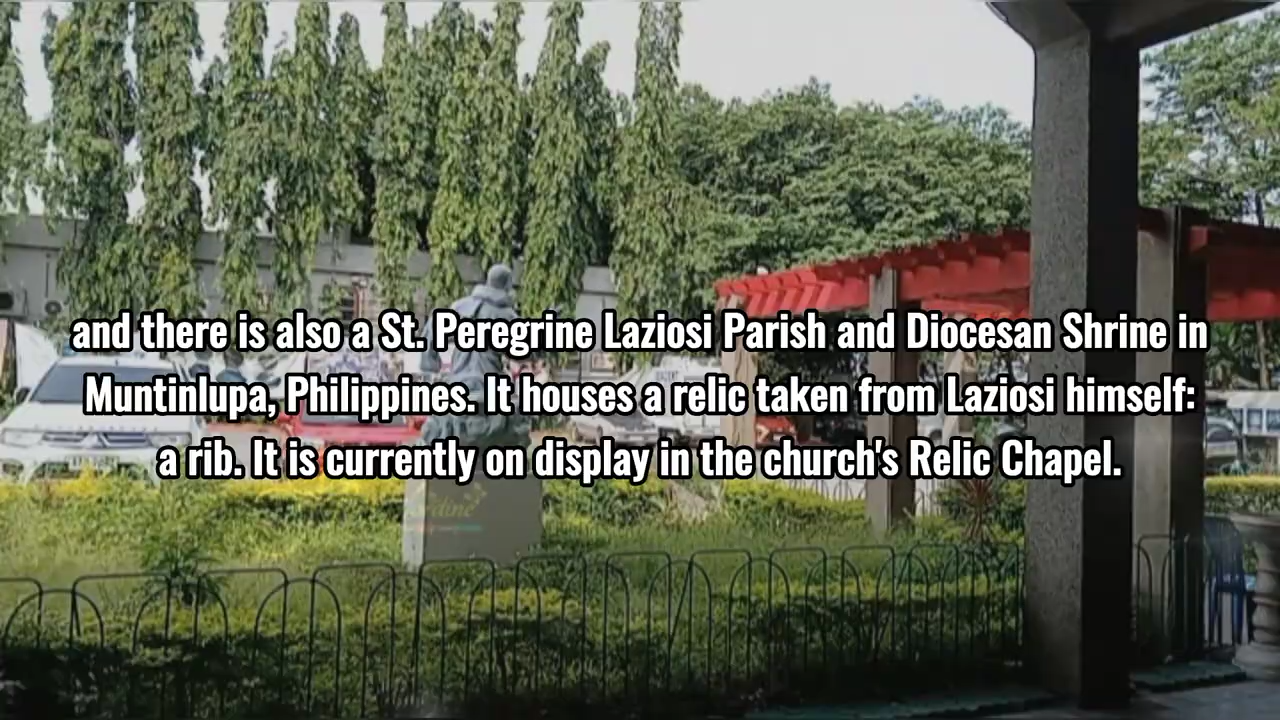 and there is also a St. Peregrine Laziosi Parish and Diocesan Shrine in
Muntinlupa, Philippines. It houses a relic taken from Laziosi himself:
a rib. It is currently on display in the church's Relic Chapel.